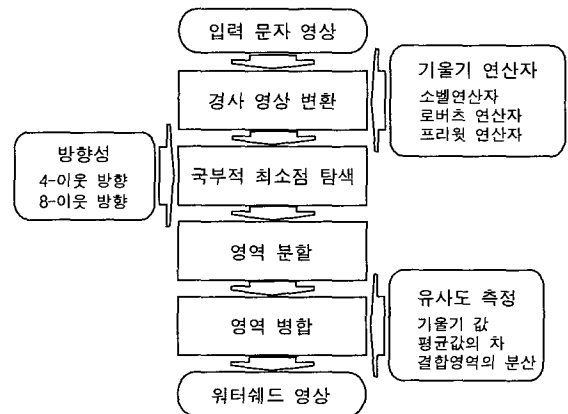 입력 문자 영상
경사 영상 변환
국부적 최소점 탐색
영역 분할
영역 병합
워터쉐드 영상
기울기 연산자
소벨연산자
로버츠 연산자
프라윗 연산자
방향성
4-이웃 방향
8-이웃 방향
유사도 측정
기울기 값
평균값의 차
결합영역의 분산